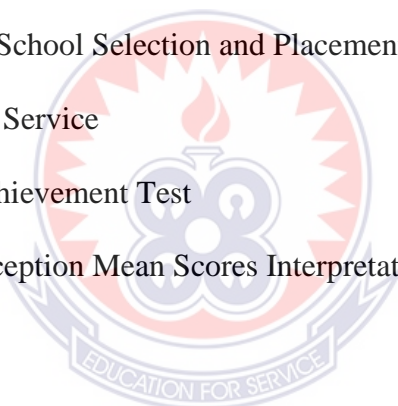 School Selection and Placemen
Service
hievement Test
ception Mean Scores Interpretat
EDUCATION FOR SERVICE